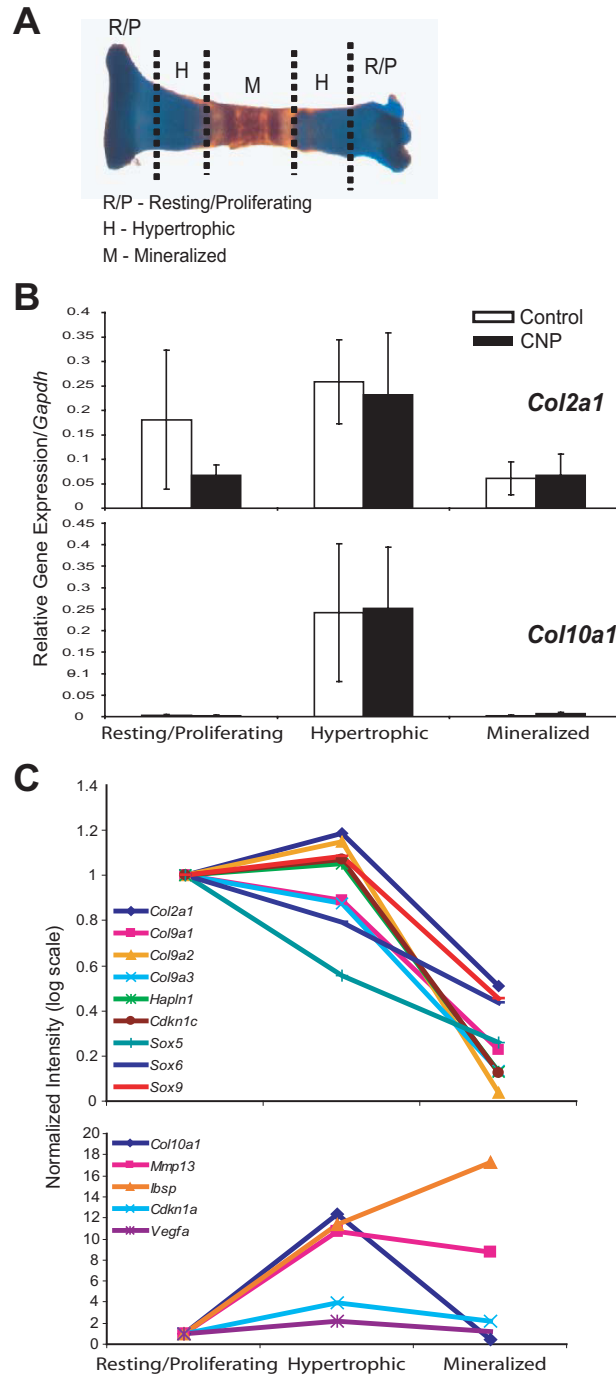 A
R/P
H
M
H
R/P
R/P - Resting/Proliferating
H - Hypertrophic
M - Mineralized
B
Relative Gene Expression/Gapdh
0.4
0.35
0.3
0.25
0.2
0.15
0.1
0.05
0
Control
CNP
Col2a1
0.45
0.4
0.35
0.3
0.25
0.2
0.15
0.1
0.05
0
Col10a1
Resting/Proliferating Hypertrophic Mineralized
C
Normalized Intensity (log scale)
1.4
1.2
1
0.8
0.6
0.4
0.2
0
Col2a1
Col9a1
Col9a2
Col9a3
Hapln1
Cdkn1c
Sox5
Sox6
Sox9
20
18
16
14
12
10
8
6
4
2
0
Col10a1
Mmp13
Ibsp
Cdkn1a
Vegfa
Resting/Proliferating Hypertrophic Mineralized